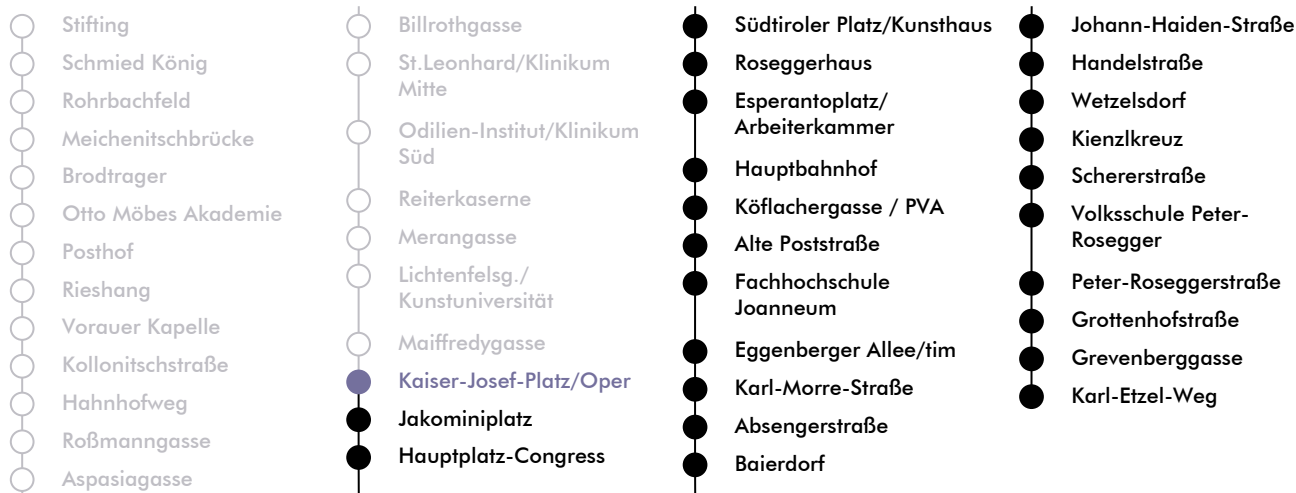 Stifting
Schmied König
Rohrbachfeld
Meichenitschbrücke
Brodtrager
Otto Möbes Akademie
Posthof
Rieshang
Vorauer Kapelle
Kollonitschstraße
Hahnhofweg
Roßmanngasse
Aspasiagasse
Billrothgasse
St.Leonhard/Klinikum
Mitte
Odilien-Institut/Klinikum
Süd
Reiterkaserne
Merangasse
Lichtenfelsg./
Kunstuniversität
Maiffredygasse
Kaiser-Josef-Platz/Oper
Jakominiplatz
Hauptplatz-Congress
Südtiroler Platz/Kunsthaus
Roseggerhaus
Esperantoplatz/
Arbeiterkammer
Hauptbahnhof
Köflachergasse / PVA
Alte Poststraße
Fachhochschule
Joanneum
Eggenberger Allee/tim
Karl-Morre-Straße
Absengerstraße
Baierdorf
Johann-Haiden-Straße
Handelstraße
Wetzelsdorf
Kienzlkreuz
Schererstraße
Volksschule Peter-
Rosegger
Peter-Roseggerstraße
Grottenhofstraße
Grevenberggasse
Karl-Etzel-Weg